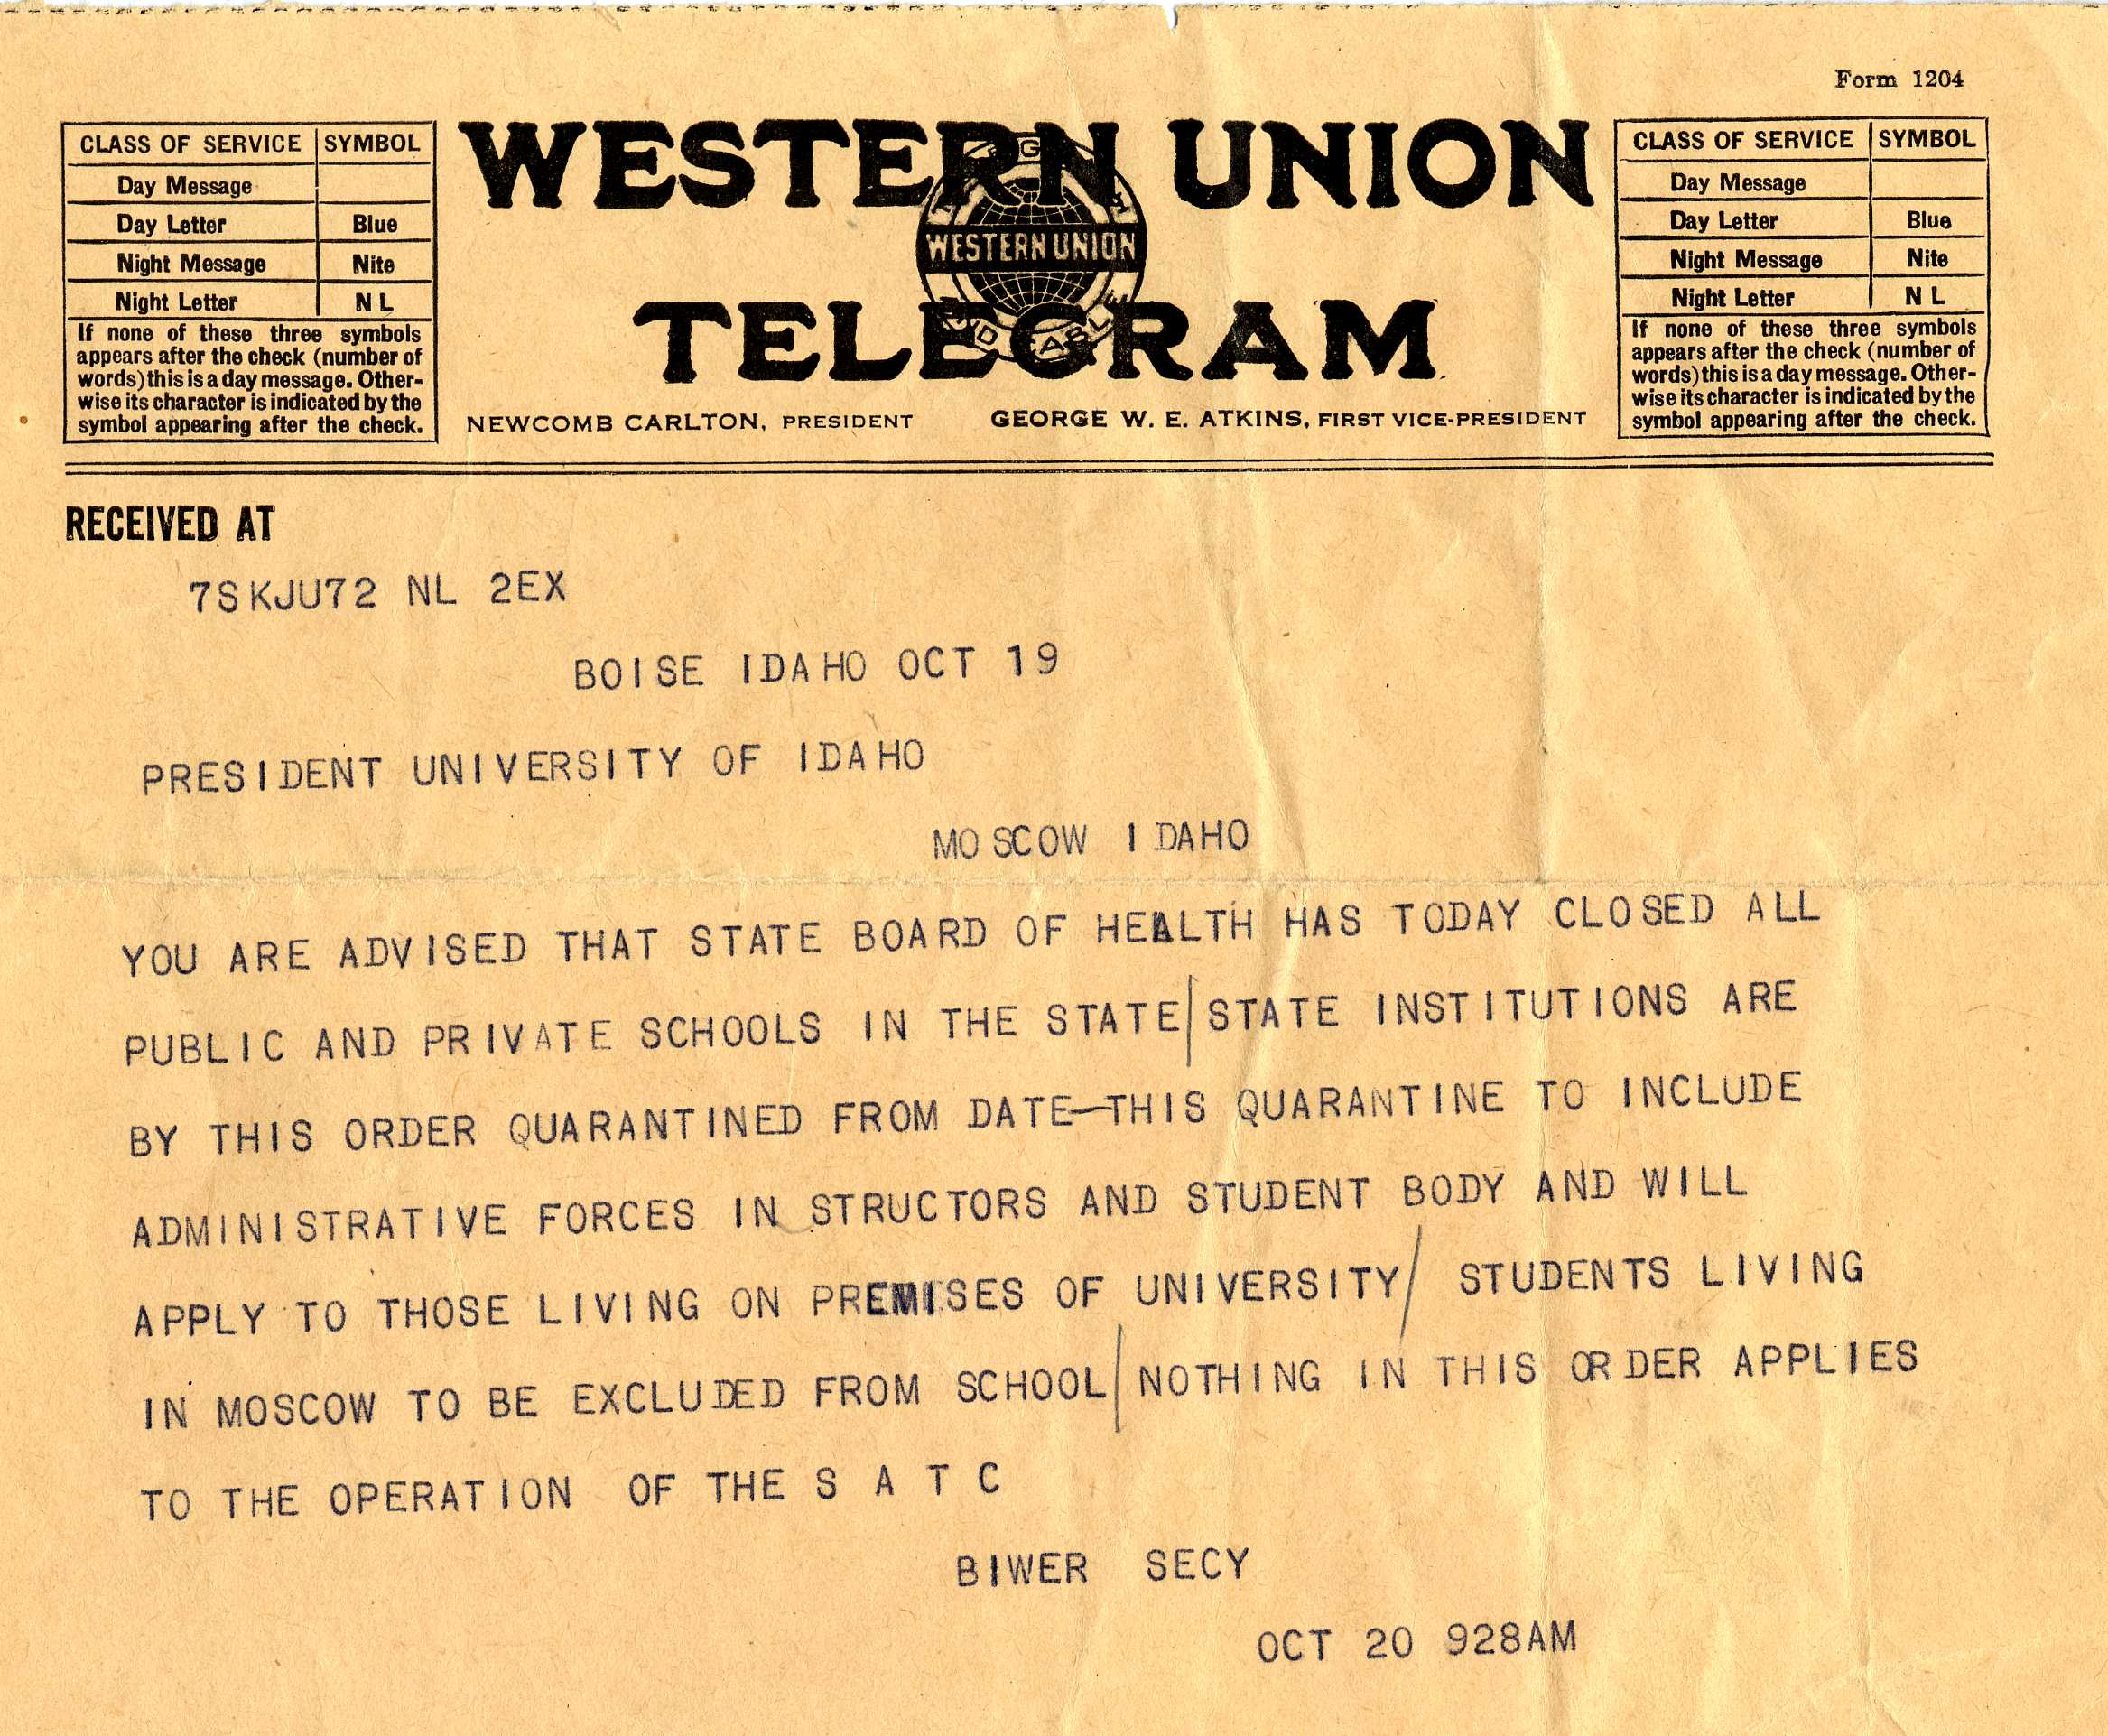 Form 1204
CLASS OF SERVICE SYMBOL
Day Message
Day Letter Blue
Night Message Nite
Night Letter N L
If none of these three symbols
appears after the check (number of
words) this is a day message. Other-
wise its character is indicated by the
symbol appearing after the check.
WESTERN UNION
WESTERN UNION
TELEGRAM
NEWCOMB CARLTON, PRESIDENT GEORGE W. E. ATKINS, FIRST VICE-PRESIDENT
CLASS OF SERVICE SYMBOL
Day Message
Day Letter Blue
Night Message Nite
Night Letter N L
If none of these three symbols
appears after the check (number of
words) this is a day message. Other-
wise its character is indicated by the
symbol appearing after the check.
RECEIVED AT
7SKJU72 NL 2EX
BOISE IDAHO OCT 19
PRESIDENT UNIVERSITY OF IDAHO
MOSCOW IDAHO
YOU ARE ADVISED THAT STATE BOARD OF HEALTH HAS TODAY CLOSED ALL
PUBLIC AND PRIVATE SCHOOLS IN THE STATE/STATE INSTITUTIONS ARE
BY THIS ORDER QUARANTINED FROM DATE—THIS QUARANTINE TO INCLUDE
ADMINISTRATIVE FORCES IN STRUCTORS AND STUDENT BODY AND WILL
APPLY TO THOSE LIVING ON PREMISES OF UNIVERSITY/ STUDENTS LIVING
IN MOSCOW TO BE EXCLUDED FROM SCHOOL/NOTHING IN THIS ORDER APPLIES
TO THE OPERATION OF THE S A T C
BIWER SECY
OCT 20 928AM